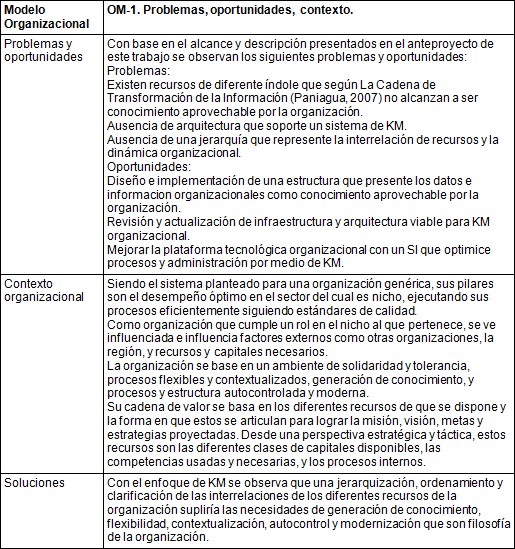 Modelo
Organizacional
OM-1. Problemas, oportunidades, contexto.
Problemas y
oportunidades
Con base en el alcance y descripción presentados en el anteproyecto de
este trabajo se observan los siguientes problemas y oportunidades:
Problemas:
Existen recursos de diferente índole que según La Cadena de
Transformación de la Información (Paniagua, 2007) no alcanzan a ser
conocimiento aprovechable por la organización.
Ausencia de arquitectura que soporte un sistema de KM.
Ausencia de una jerarquía que represente la interrelación de recursos y la
dinámica organizacional.
Oportunidades:
Diseño e implementación de una estructura que presente los datos e
informacion organizacionales como conocimiento aprovechable por la
organización.
Revisión y actualización de infraestructura y arquitectura viable para KM
organizacional.
Mejorar la plataforma tecnológica organizacional con un SI que optimice
procesos y administración por medio de KM.
Contexto
organizacional
Siendo el sistema planteado para una organización genérica, sus pilares
son el desempeño óptimo en el sector del cual es nicho, ejecutando sus
procesos eficientemente siguiendo estándares de calidad.
Como organización que cumple un rol en el nicho al que pertenece, se ve
influenciada e influencia factores externos como otras organizaciones, la
región, y recursos y capitales necesarios.
La organización se base en un ambiente de solidaridad y tolerancia,
procesos flexibles y contextualizados, generación de conocimiento, y
procesos y estructura autocontrolada y moderna.
Su cadena de valor se basa en los diferentes recursos de que se dispone y
la forma en que estos se articulan para lograr la misión, visión, metas y
estrategias proyectadas. Desde una perspectiva estratégica y táctica, estos
recursos son las diferentes clases de capitales disponibles, las
competencias usadas y necesarias, y los procesos internos.
Soluciones
Con el enfoque de KM se observa que una jerarquización, ordenamiento y
clarificación de las interrelaciones de los diferentes recursos de la
organización supliría las necesidades de generación de conocimiento,
flexibilidad, contextualización, autocontrol y modernización que son filosofía
de la organización.